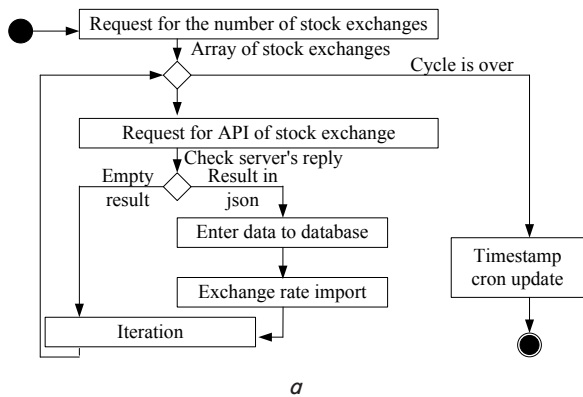 Request for the number of stock exchanges
Array of stock exchanges
Cycle is over
Request for API of stock exchange
Check server's reply
Empty
result
Result in
json
Enter data to database
Exchange rate import
Iteration
Timestamp
cron update
a